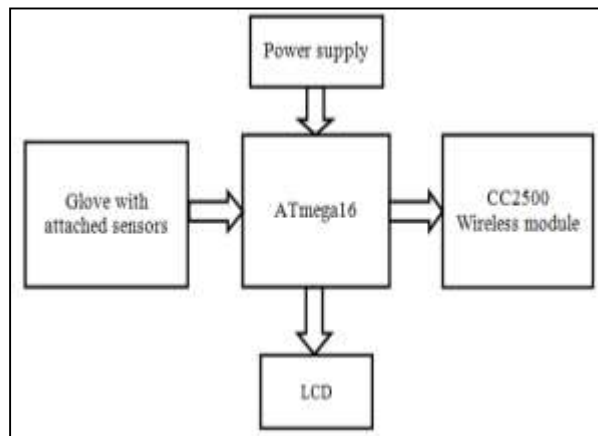 Power supply
Glove with
attached sensors
ATmega16
CC2500
Wireless module
LCD